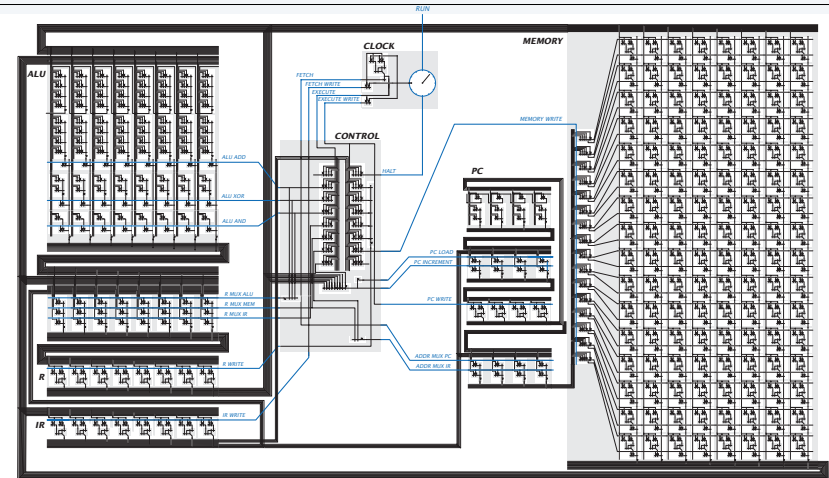 RUN
CLOCK
MEMORY
ALU
FETCH
FETCH WRITE
EXECUTE
EXECUTE WRITE
MEMORY WRITE
CONTROL
ALU ADD
HALT
PC
ALU XOR
ALU AND
PC LOAD
PC INCREMENT
R MUX ALU
R MUX MEM
R MUX IR
PC WRITE
ADDR MUX PC
ADDR MUX IR
R WRITE
R
IR WRITE
IR